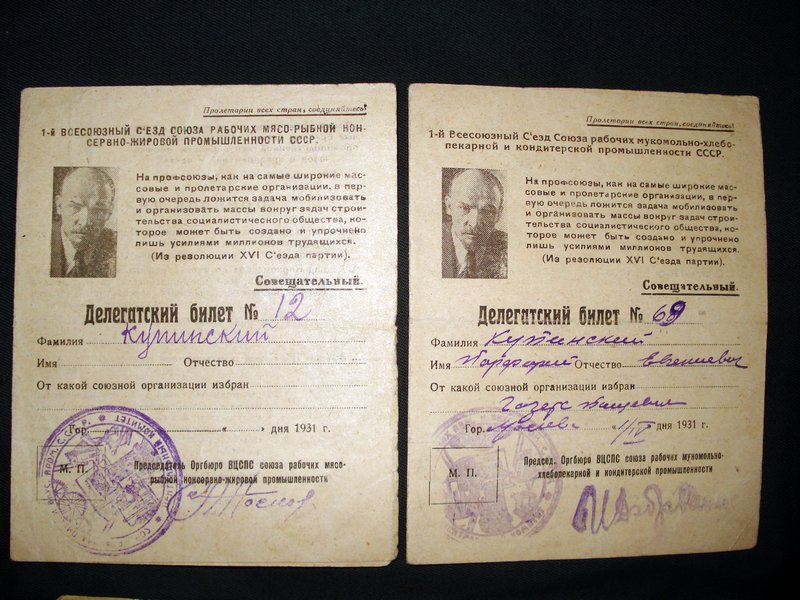 Пролетарии всех стран, соединяйтесь!
1-й ВСЕСОЮЗНЫЙ С'ЕЗД СОЮЗА РАБОЧИХ МЯСО-РЫБНОЙ КОН-
СЕРВНО-ЖИРОВОЙ ПРОМЫШЛЕННОСТИ СССР.
На профсоюзы, как на самые широкие мас-
совые и пролетарские организации, в пер-
вую очередь ложится задача мобилизовать
и организовать массы вокруг задач строи-
тельства социалистического общества, ко-
торое может быть создано и упрочнено
лишь усилиями миллионов трудящихся.
(Из резолюции XVI С'езда партии).
Совещательный.
Делегатский билет № 12
Фамилия
Имя Отчество
От какой союзной организации избран
Гор. « » дня 1931 г.
М. П.
Председатель Оргбюро ВЦСПС союза рабочих мясо-
рыбной консервно-жировой промышленности
Пролетарии всех стран, соединяйтесь!
1-й Всесоюзный С'езд Союза рабочих мукомольно-хлебо-
пекарной и кондитерской промышленности СССР.
На профсоюзы, как на самые широкие мас-
совые и пролетарские организации, в пер-
вую очередь ложится задача мобилизовать
и организовать массы вокруг задач строи-
тельства социалистического общества, ко-
торое может быть создано и упрочнено
лишь усилиями миллионов трудящихся.
(Из резолюции XVI С'езда партии).
Совещательный.
Делегатский билет № 68
Фамилия
Имя Отчество Евгениевич
От какой союзной организации избран
Гор. Москва 1931 г.
М. П.
Председ. Оргбюро ВЦСПС союза рабочих мукомольно-
хлебопекарной и кондитерской промышленности